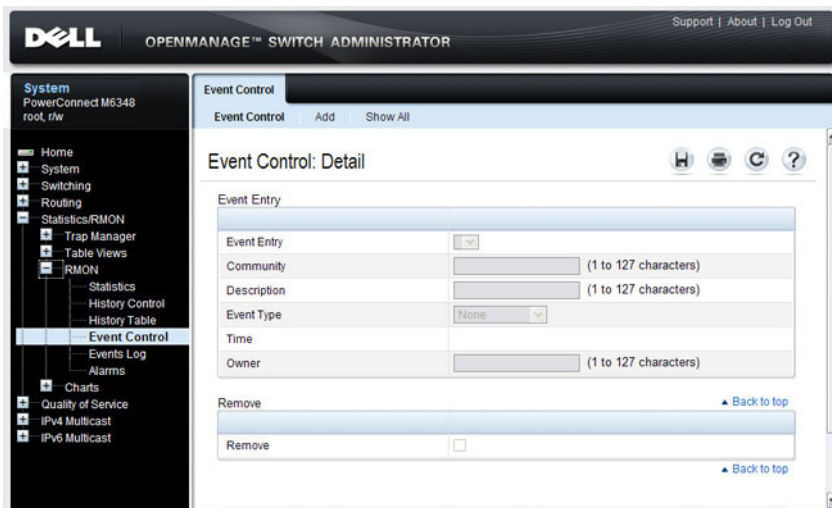 Support | About | Log Out
DELL OPENMANAGE™ SWITCH ADMINISTRATOR
System
PowerConnect M6348
root, r/w
Home
System
Switching
Routing
Statistics/RMON
Trap Manager
Table Views
RMON
Statistics
History Control
History Table
Event Control
Events Log
Alarms
Charts
Quality of Service
IPv4 Multicast
IPv6 Multicast
Event Control
Event Control Add Show All
Event Control: Detail
Event Entry
Event Entry
Community (1 to 127 characters)
Description (1 to 127 characters)
Event Type None
Time
Owner (1 to 127 characters)
Remove Back to top
Remove
Back to top